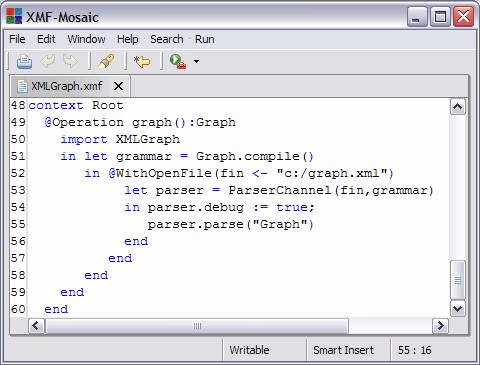 XMF-Mosaic
File Edit Window Help Search Run
XMLGraph.xmf
48 context Root
49   @Operation graph():Graph
50     import XMLGraph
51     in let grammar = Graph.compile()
52        in @WithOpenFile(fin <- "c:/graph.xml")
53             let parser = ParserChannel(fin,grammar)
54             in parser.debug := true;
55                parser.parse("Graph")
56             end
57           end
58        end
59     end
60   end
Writable Smart Insert 55 : 16